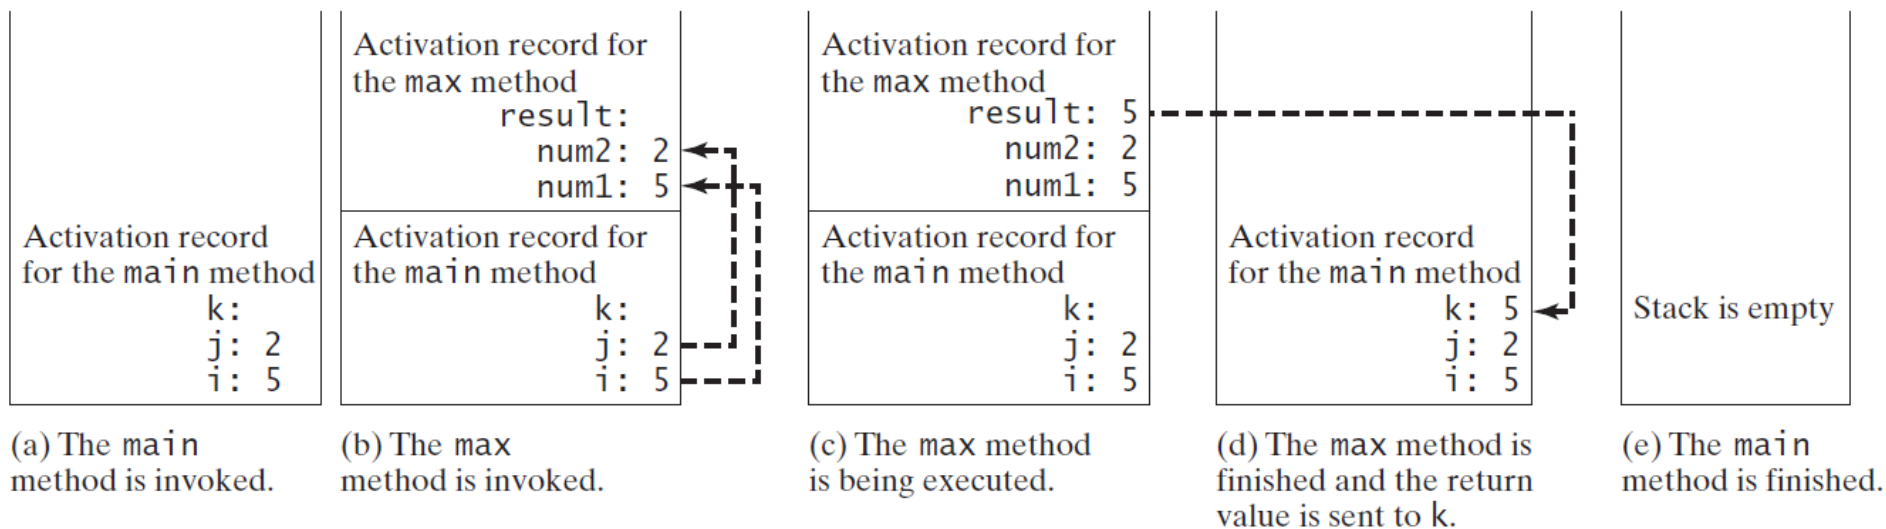 Activation record
for the main method
k:
j: 2
i: 5
(a) The main
method is invoked.
Activation record for
the max method
result:
num2: 2
num1: 5
Activation record for
the main method
k:
j: 2
i: 5
(b) The max
method is invoked.
Activation record for
the max method
result: 5
num2: 2
num1: 5
Activation record for
the main method
k:
j: 2
i: 5
(c) The max method
is being executed.
Activation record
for the main method
k: 5
j: 2
i: 5
(d) The max method is
finished and the return
value is sent to k.
Stack is empty
(e) The main
method is finished.